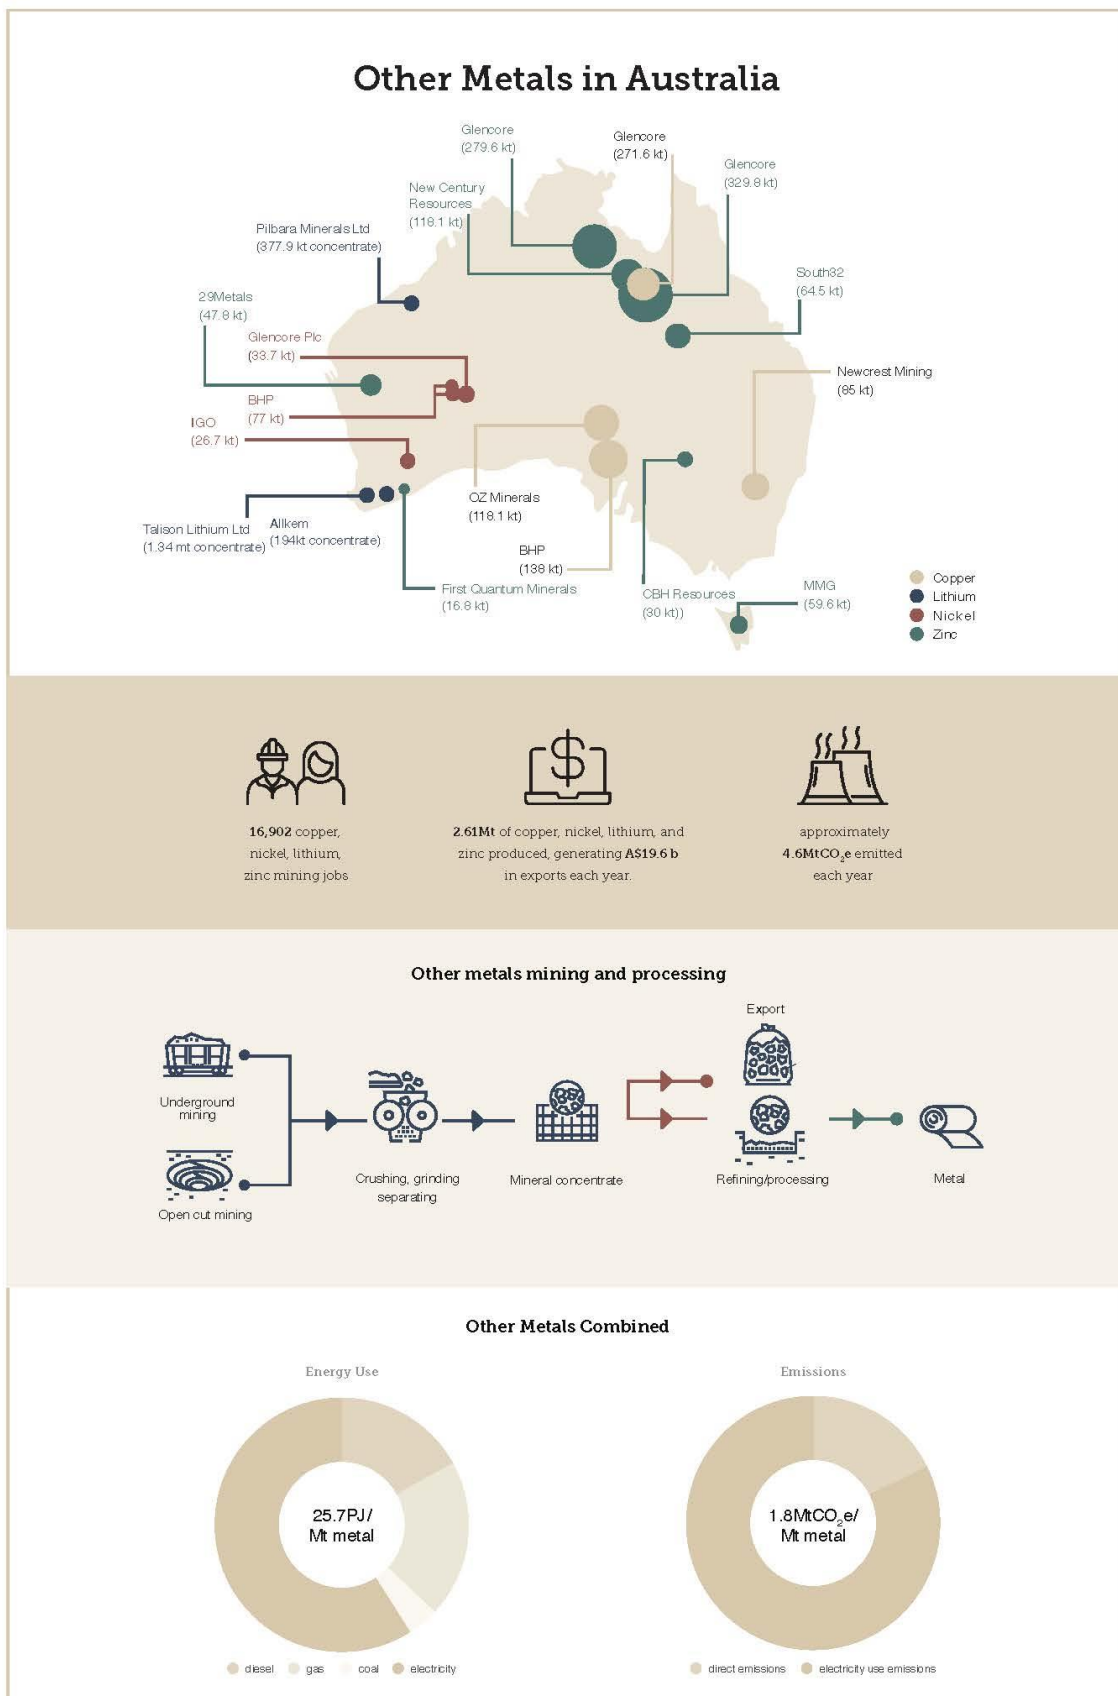 Other Metals in Australia
Glencore
(279.6 kt)
Glencore
(271.6 kt)
Glencore
(329.8 kt)
New Century
Resources
(118.1 kt)
Pilbara Minerals Ltd
(377.9 kt concentrate)
South32
(64.5 kt)
29Metals
(47.8 kt)
Glencore Plc
(33.7 kt)
Newcrest Mining
(85 kt)
BHP
(77 kt)
IGO
(26.7 kt)
OZ Minerals
(118.1 kt)
Talison Lithium Ltd
(1.34 mt concentrate)
Allkem
(194kt concentrate)
BHP
(138 kt)
First Quantum Minerals
(16.8 kt)
CBH Resources
(30 kt))
MMG
(59.6 kt)
Copper
Lithium
Nickel
Zinc
16,902 copper,
nickel, lithium,
zinc mining jobs
2.61Mt of copper, nickel, lithium, and
zinc produced, generating A$19.6 b
in exports each year.
approximately
4.6MtCO₂e emitted
each year
Other metals mining and processing
Export
Underground
mining
Crushing, grinding
separating
Mineral concentrate
Refining/processing
Metal
Open cut mining
Other Metals Combined
Energy Use
25.7PJ/
Mt metal
diesel
gas
coal
electricity
Emissions
1.8MtCO₂e/
Mt metal
direct emissions
electricity use emissions